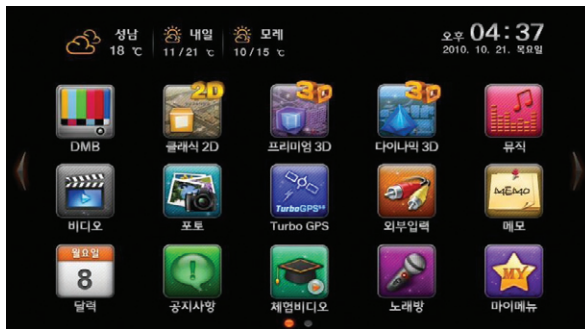 성남
18 ℃
내일
11/21 ℃
모레
10/15 ℃
오후 04:37
2010. 10. 21. 목요일
DMB
2D
클래식 2D
3D
프리미엄 3D
3D
다이나믹 3D
뮤직
비디오
포토
TurboGPS
Turbo GPS
외부입력
MEMO
메모
월요일
8
달력
공지사항
체험비디오
노래방
MY
마이메뉴